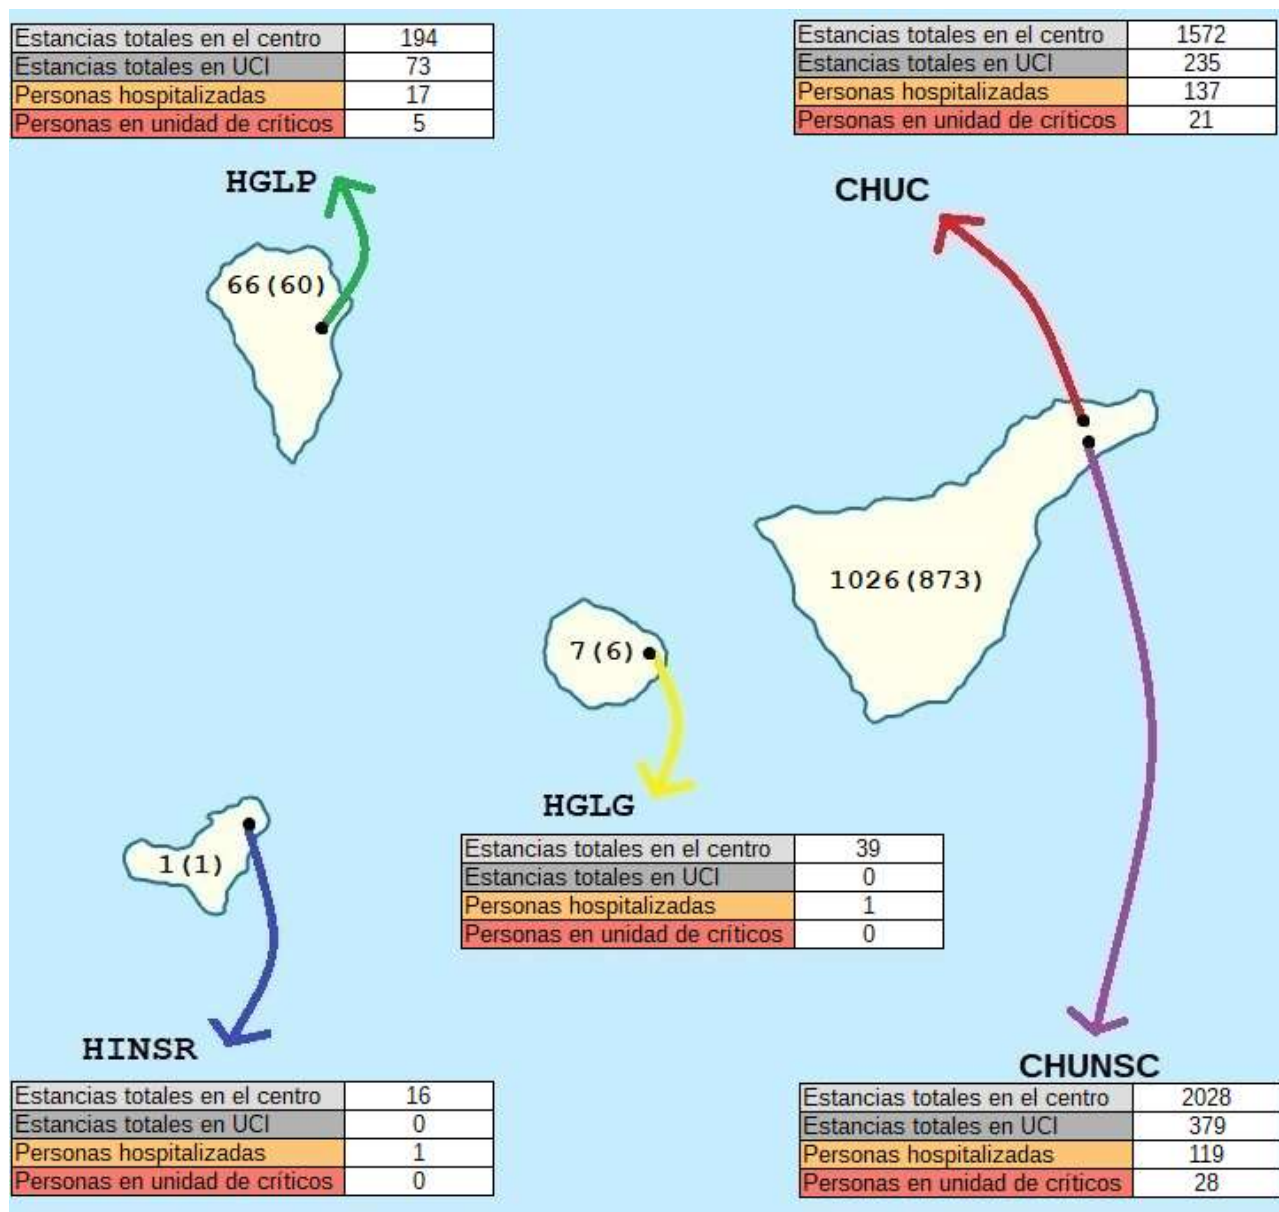 Estancias totales en el centro 194
Estancias totales en UCI 73
Personas hospitalizadas 17
Personas en unidad de críticos 5
Estancias totales en el centro 1572
Estancias totales en UCI 235
Personas hospitalizadas 137
Personas en unidad de críticos 21
HGLP
CHUC
66(60)
1026(873)
7(6)
HGLG
1(1)
Estancias totales en el centro 39
Estancias totales en UCI 0
Personas hospitalizadas 1
Personas en unidad de críticos 0
HINSR
CHUNSC
Estancias totales en el centro 16
Estancias totales en UCI 0
Personas hospitalizadas 1
Personas en unidad de críticos 0
Estancias totales en el centro 2028
Estancias totales en UCI 379
Personas hospitalizadas 119
Personas en unidad de críticos 28